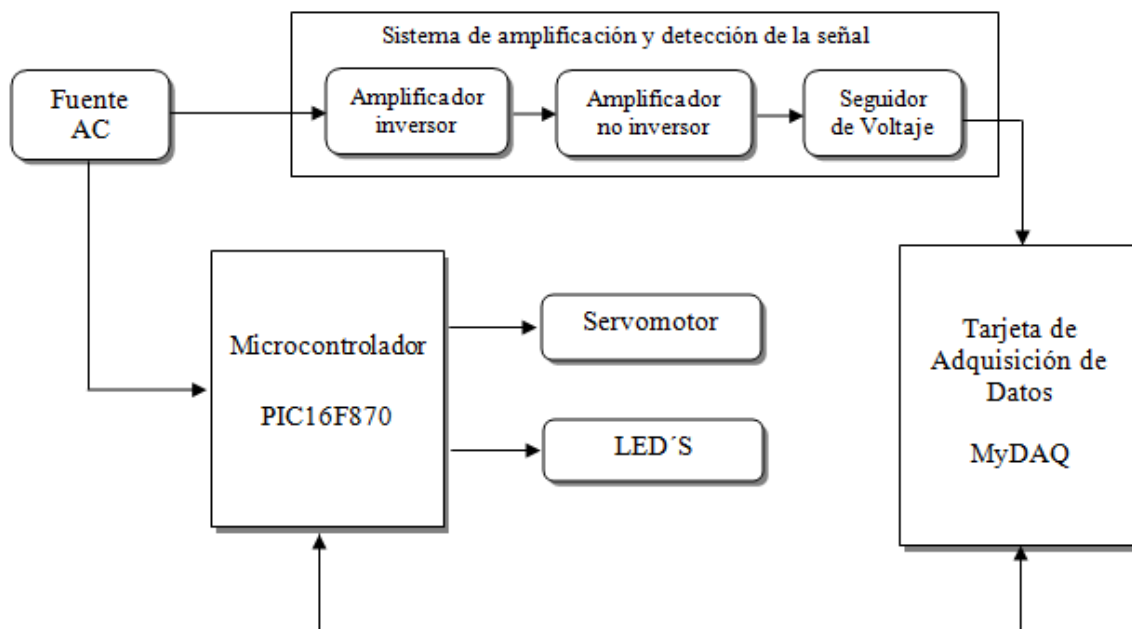 Sistema de amplificación y detección de la señal
Fuente
AC
Amplificador
inversor
Amplificador
no inversor
Seguidor
de Voltaje
Microcontrolador
PIC16F870
Servomotor
LED´S
Tarjeta de
Adquisición de
Datos
MyDAQ